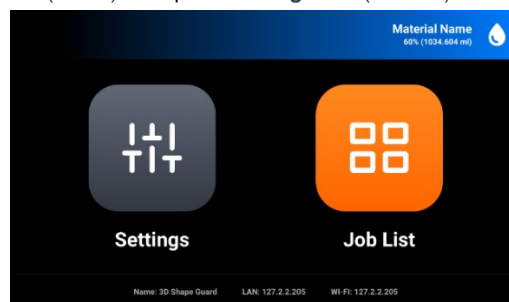 Material Name
60% (1034.604 ml)
Settings
Job List
Name: 3D Shape Guard LAN: 127.2.2.205 WI-FI: 127.2.2.205